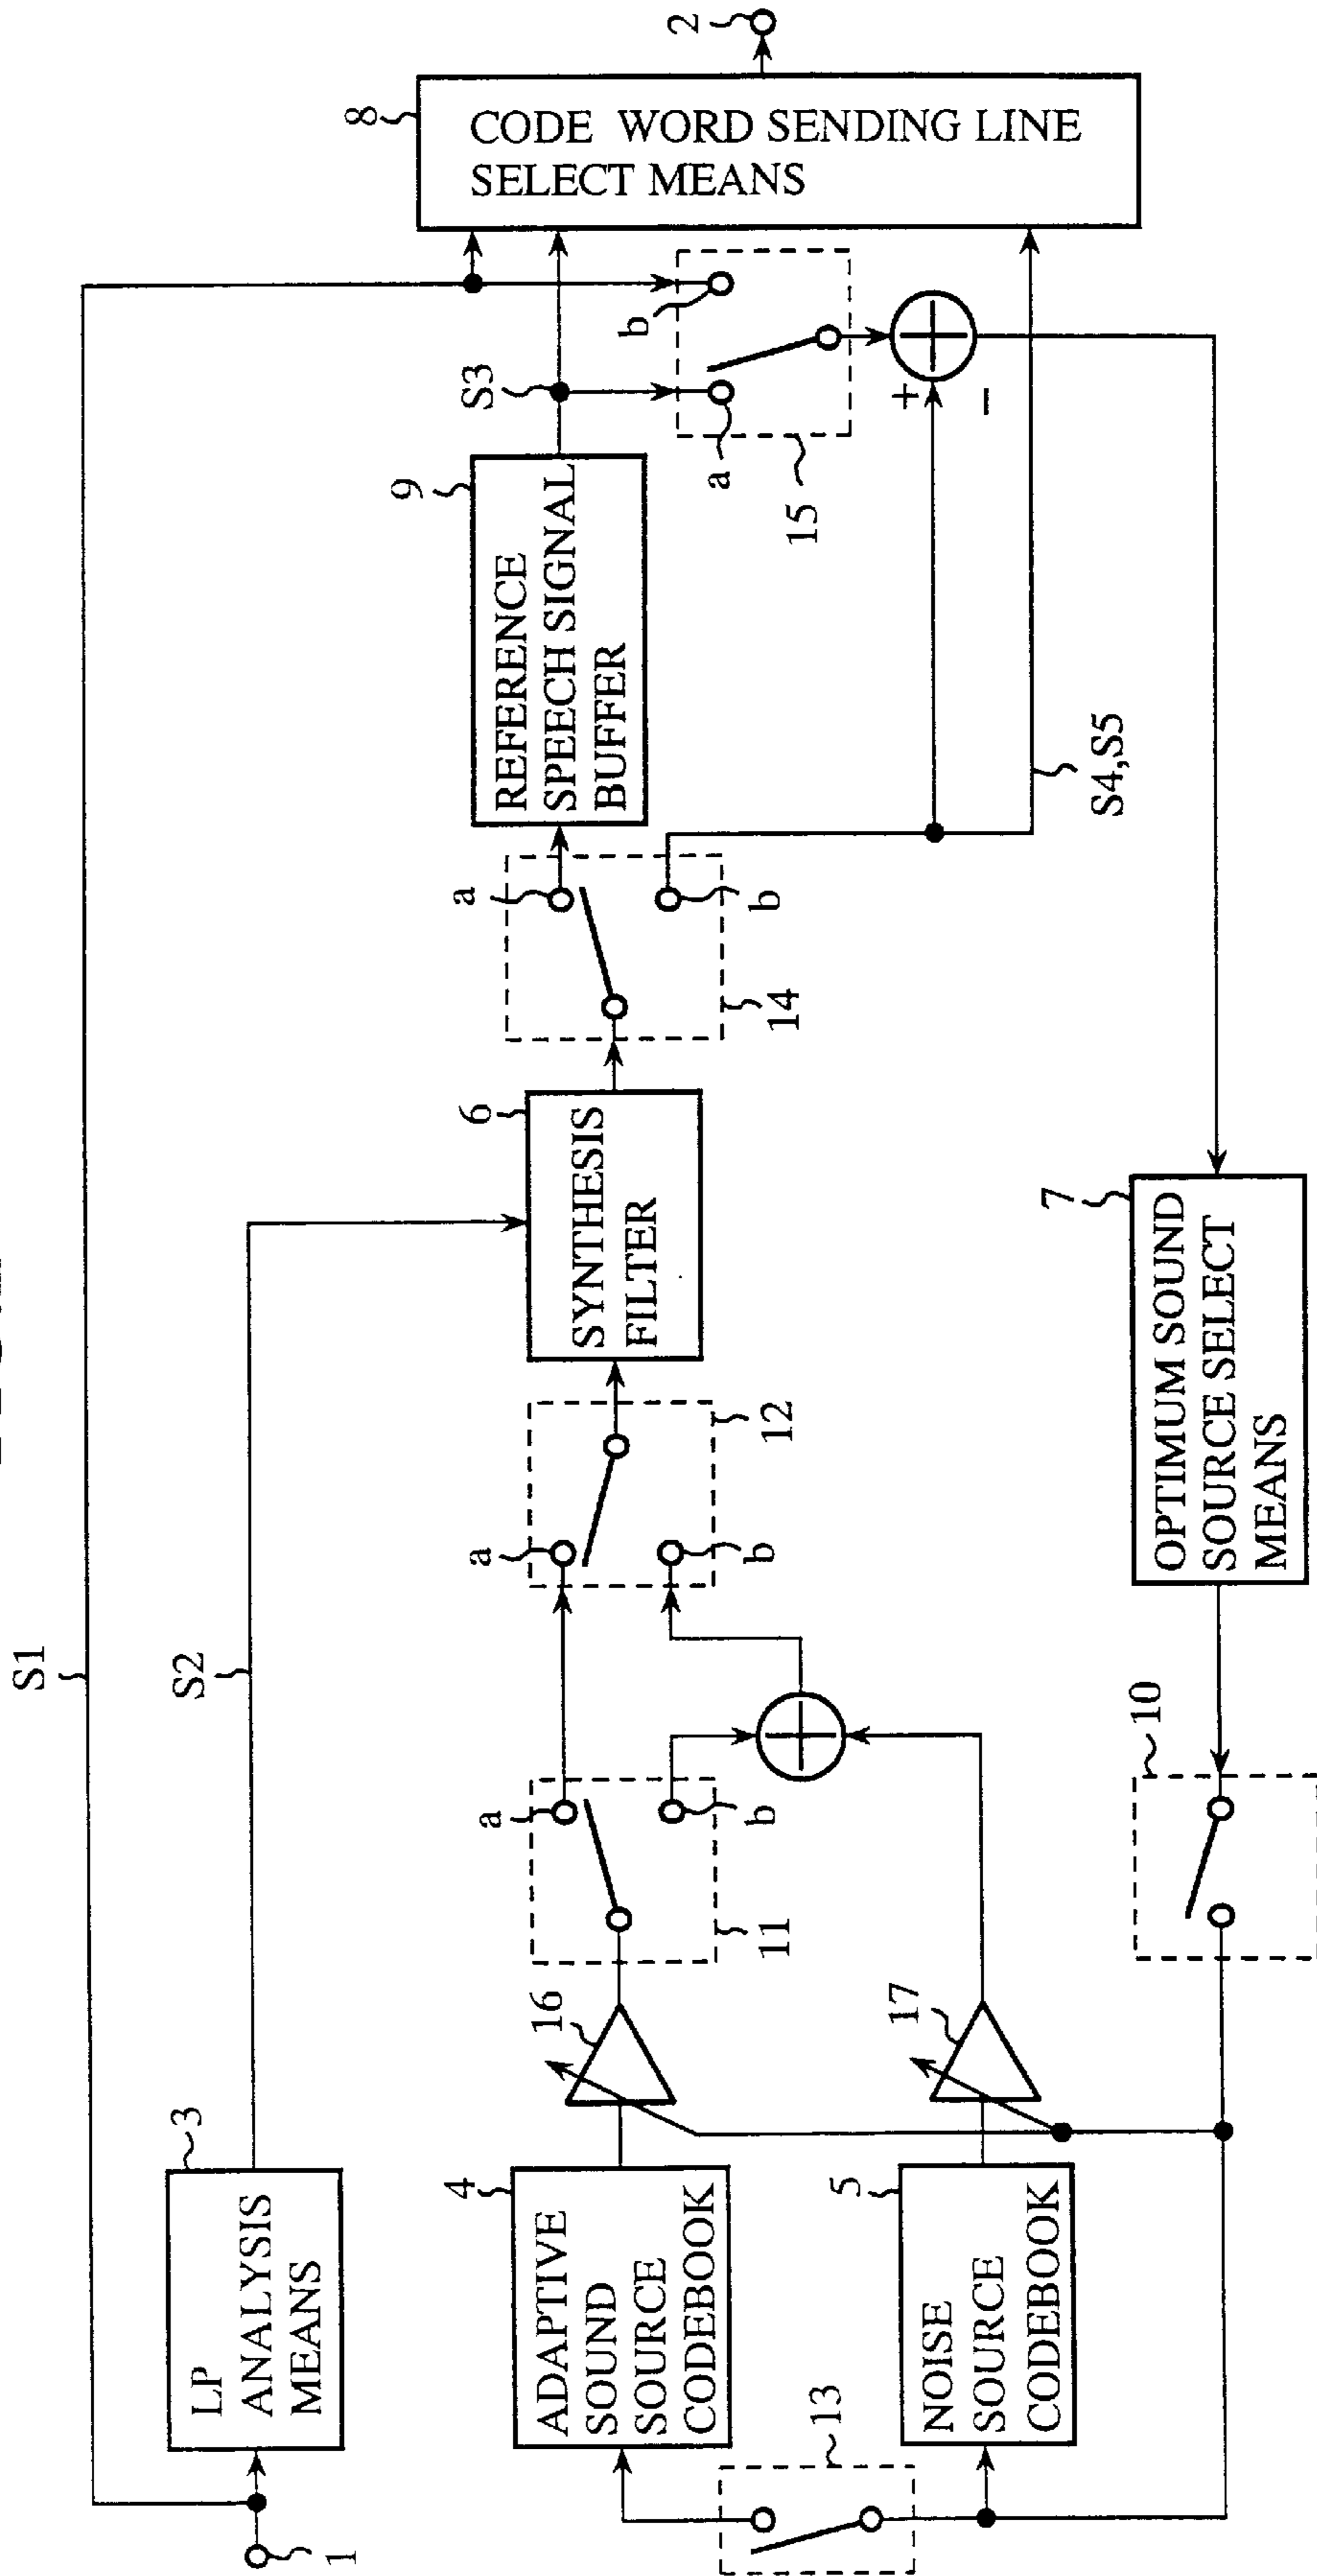 S1
S2
1
3
LP
ANALYSIS
MEANS
4
ADAPTIVE
SOUND
SOURCE
CODEBOOK
5
NOISE
SOURCE
CODEBOOK
13
16
17
11
a
b
12
a
b
6
SYNTHESIS
FILTER
14
a
b
9
REFERENCE
SPEECH SIGNAL
BUFFER
S3
15
a
b
+
−
S4,S5
8
CODE WORD SENDING LINE
SELECT MEANS
2
7
OPTIMUM SOUND
SOURCE SELECT
MEANS
10